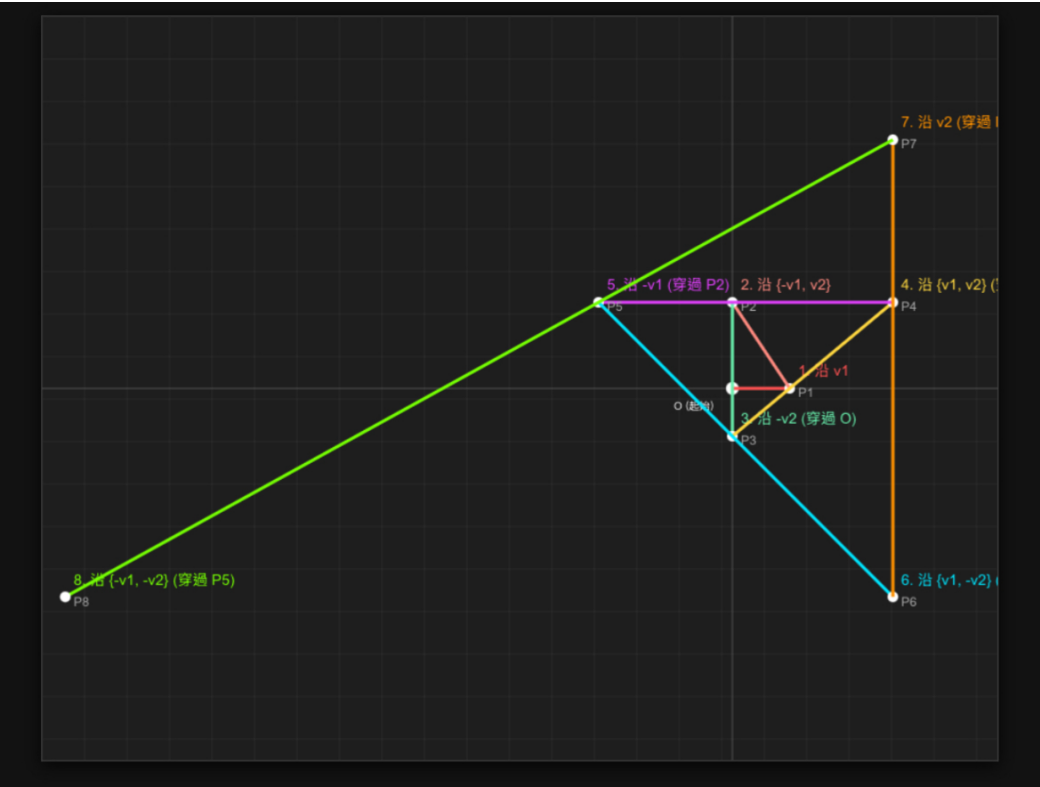 7. 沿 v2 (穿過
P7
5. 沿 -v1 (穿過 P2)
2. 沿 {-v1, v2}
4. 沿 {v1, v2} (
P5
P2
P4
1. 沿 v1
P1
O (起始)
3. 沿 -v2 (穿過 O)
P3
8. 沿 {-v1, -v2} (穿過 P5)
6. 沿 {v1, -v2} (
P8
P6